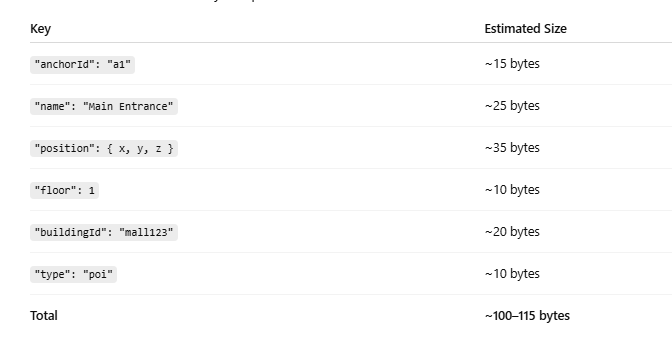 Key Estimated Size
"anchorId": "a1" ~15 bytes
"name": "Main Entrance" ~25 bytes
"position": { x, y, z } ~35 bytes
"floor": 1 ~10 bytes
"buildingId": "mall123" ~20 bytes
"type": "poi" ~10 bytes
Total ~100–115 bytes